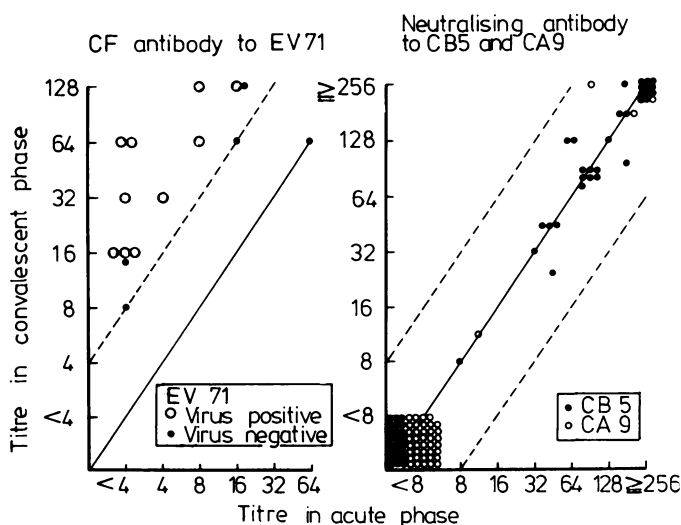 CF antibody to EV71
Neutralising antibody
to CB5 and CA9
Titre in convalescent phase
128
64
32
16
8
4
<4
EV 71
Virus positive
Virus negative
<4 4 8 16 32 64
≧256
128
64
32
16
8
<8
CB 5
CA 9
<8 8 16 32 64 128 ≧256
Titre in acute phase